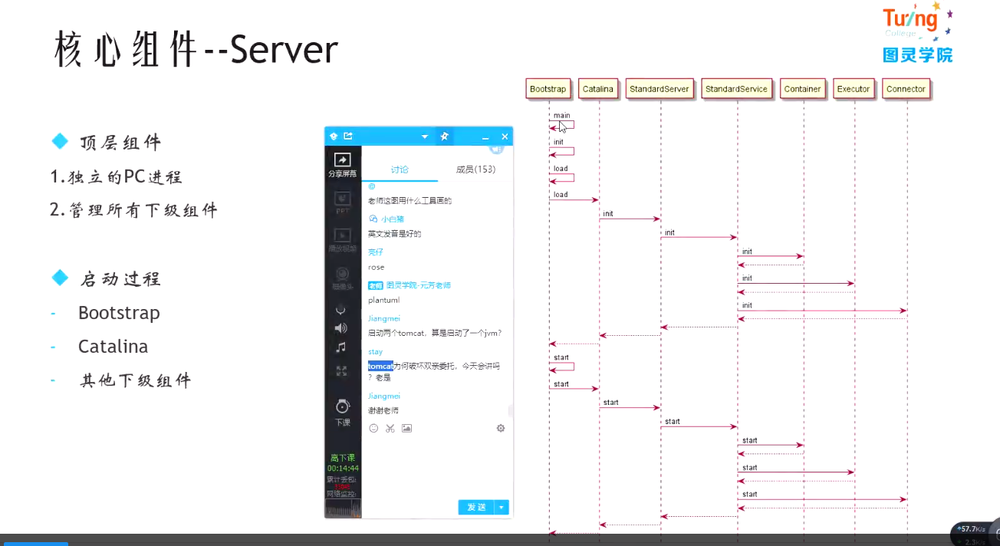 核心组件--Server
Turing
College
图灵学院
顶层组件
1.独立的PC进程
2.管理所有下级组件
启动过程
- Bootstrap
- Catalina
- 其他下级组件
分享屏幕
PPT
播放视频
摄像头
下课
离下课
00:14:44
累计丢包:
网络监控:
讨论
成员(153)
@
老师这图用什么工具画的
小白猪
英文发音是好的
亮仔
rose
老师 图灵学院-元芳老师
plantuml
Jiangmei
启动两个tomcat，算是启动了一个jvm?
stay
tomcat为何破坏双亲委托，今天会讲吗
？老是
Jiangmei
谢谢老师
发送
Bootstrap Catalina StandardServer StandardService Container Executor Connector
main
init
load
load
init
init
init
init
init
start
start
start
start
start
start
start
57.7K/s
2.3K/s